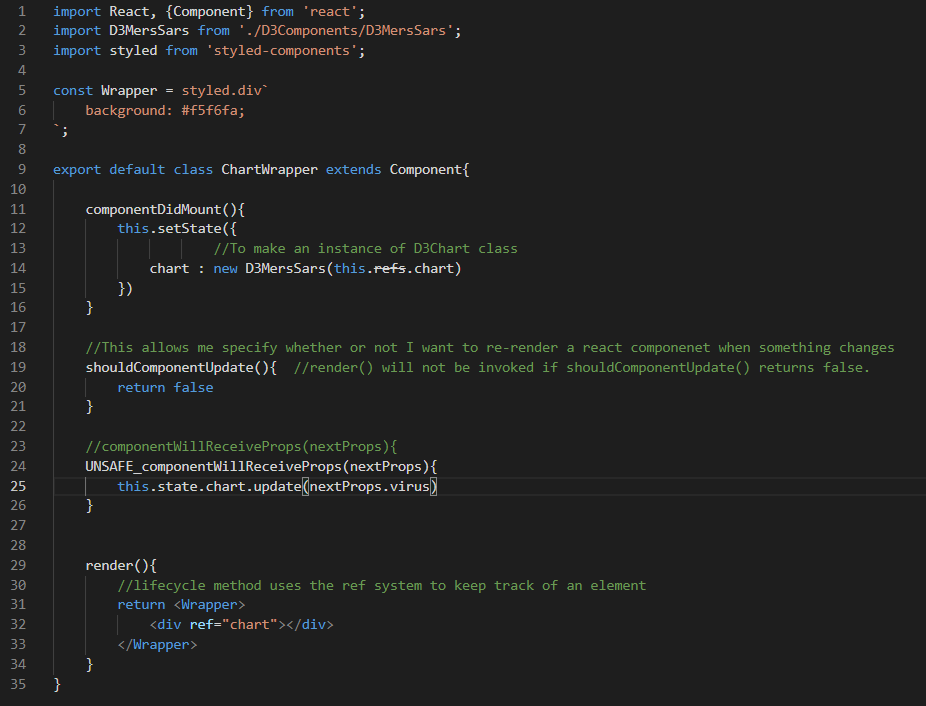 1 import React, {Component} from 'react';
2 import D3MersSars from './D3Components/D3MersSars';
3 import styled from 'styled-components';
4
5 const Wrapper = styled.div`
6     background: #f5f6fa;
7 `;
8
9 export default class ChartWrapper extends Component{
10
11     componentDidMount(){
12         this.setState({
13                     //To make an instance of D3Chart class
14             chart : new D3MersSars(this.refs.chart)
15         })
16     }
17
18     //This allows me specify whether or not I want to re-render a react componenet when something changes
19     shouldComponentUpdate(){  //render() will not be invoked if shouldComponentUpdate() returns false.
20         return false
21     }
22
23     //componentWillReceiveProps(nextProps){
24     UNSAFE_componentWillReceiveProps(nextProps){
25         this.state.chart.update(nextProps.virus)
26     }
27
28
29     render(){
30         //lifecycle method uses the ref system to keep track of an element
31         return <Wrapper>
32             <div ref="chart"></div>
33         </Wrapper>
34     }
35 }